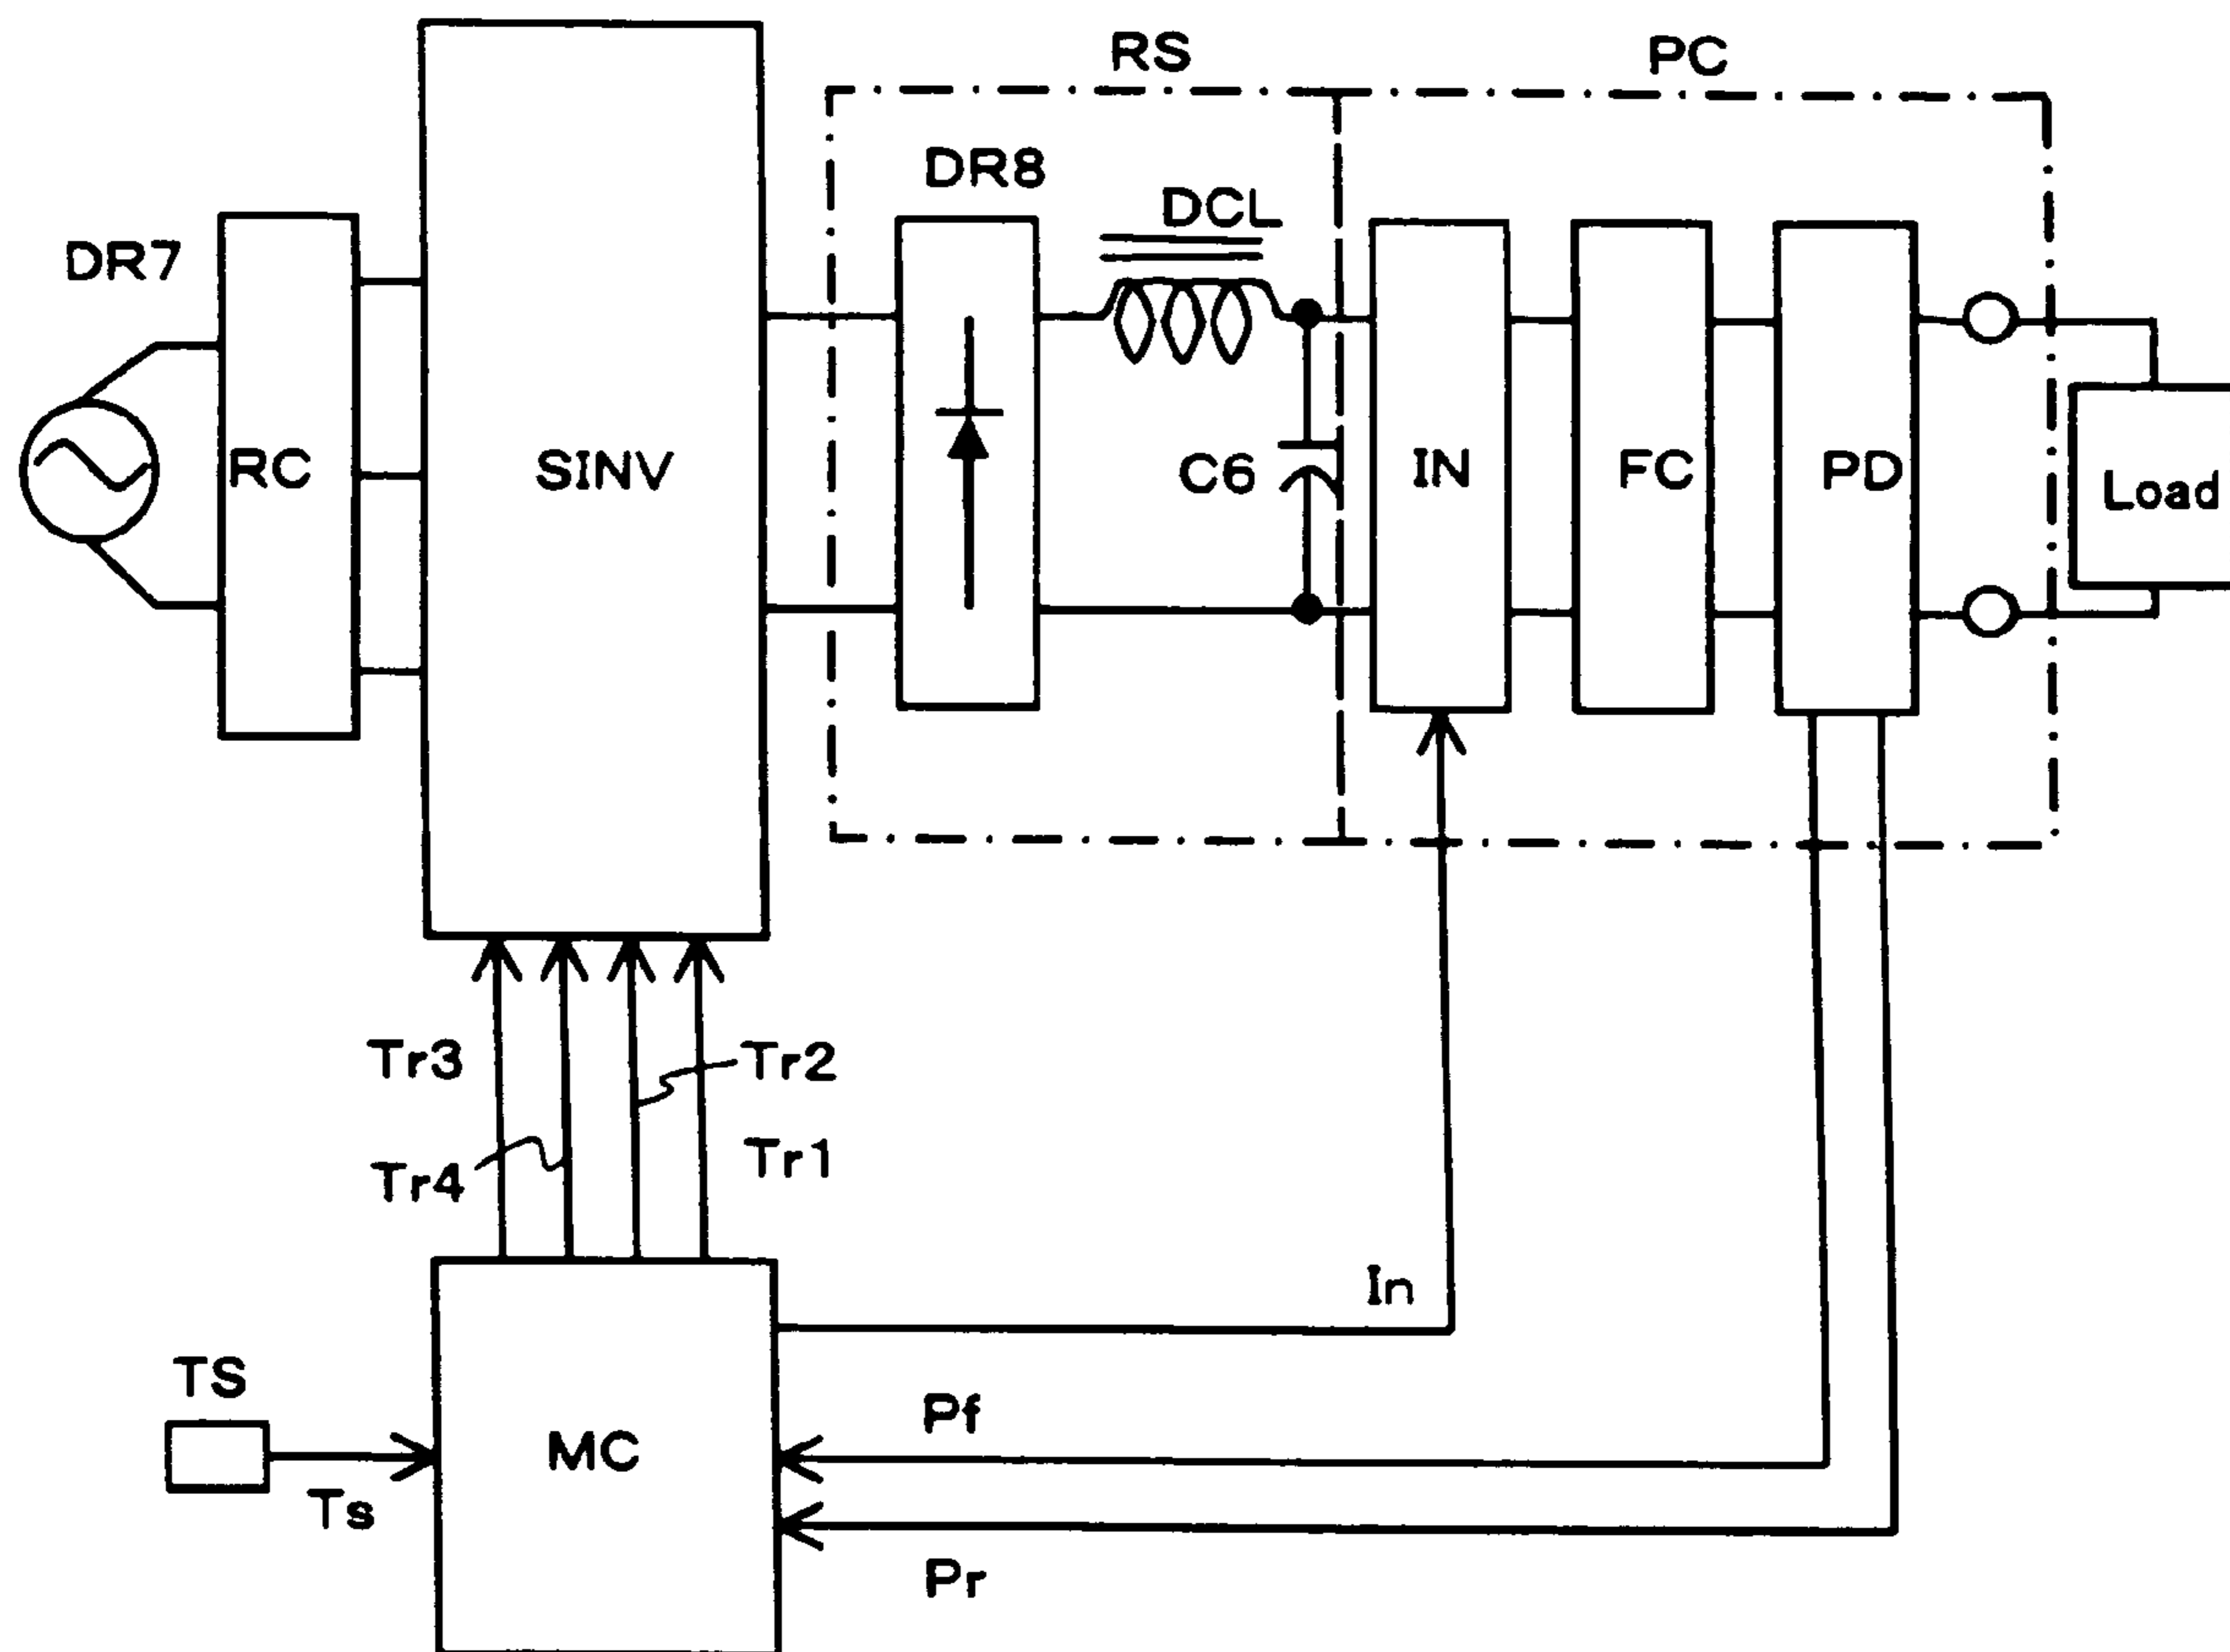 RS
PC
DR8
DCL
DR7
RC
SINV
C6
IN
FC
PD
Load
Tr3
Tr2
Tr4
Tr1
In
TS
Pf
MC
Ts
Pr